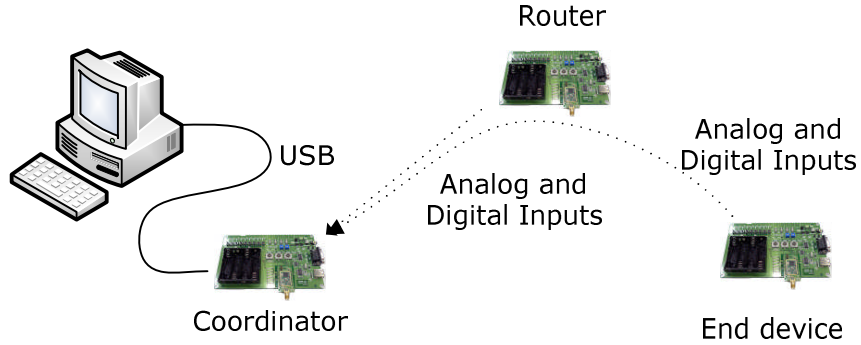 Router
USB
Analog and
Digital Inputs
Analog and
Digital Inputs
Coordinator
End device